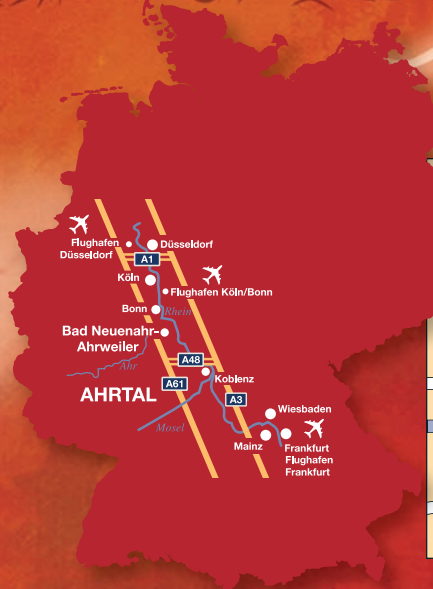 Flughafen
Düsseldorf
Düsseldorf
A1
Köln
Flughafen Köln/Bonn
Bonn
Rhein
Bad Neuenahr-
Ahrweiler
A48
Ahr
Koblenz
A61
AHRTAL
A3
Wiesbaden
Mosel
Mainz
Frankfurt
Flughafen
Frankfurt